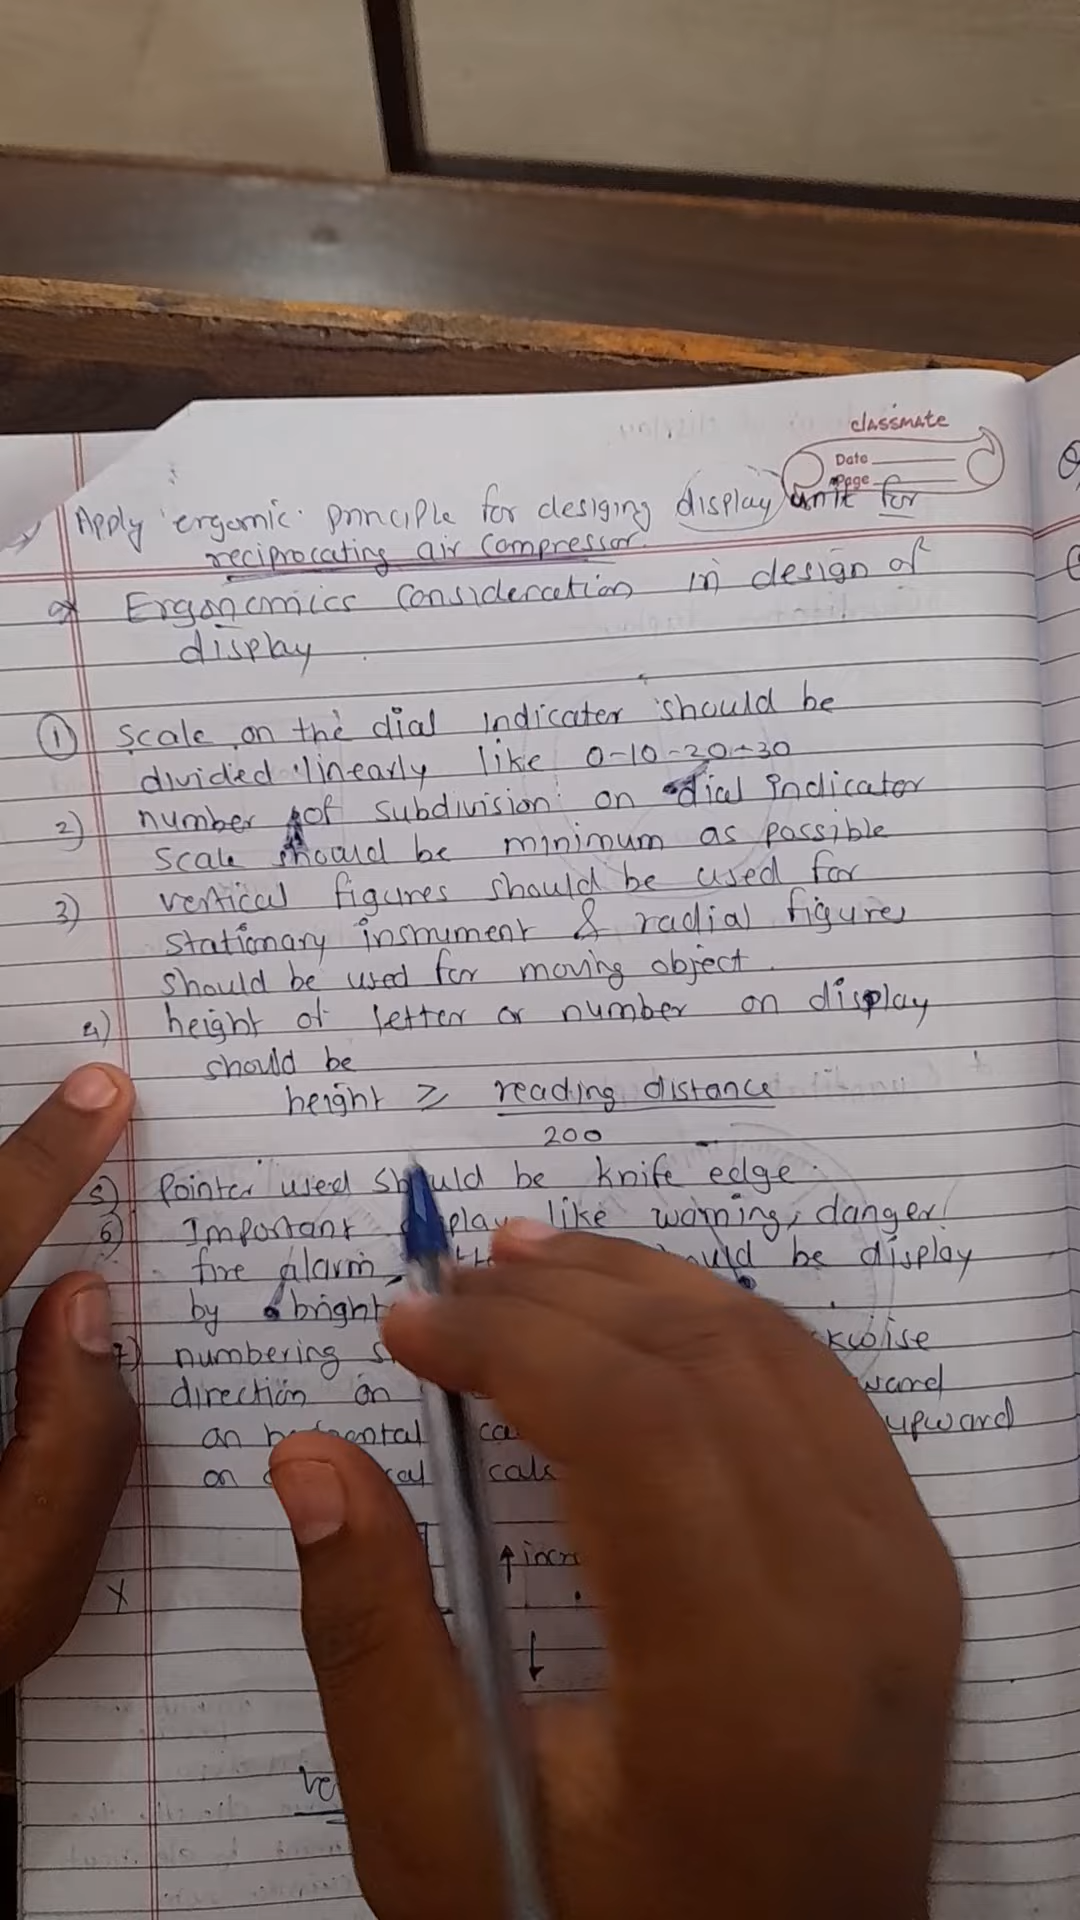 classmate
Date
Page
Apply ergomic principle for desiging display unit for
reciprocating air compressor.
Ergonomics consideration in design of
display
① scale on the dial indicater should be
divided linearly like 0-10-20-30
2) number of subdivision on dial indicator
scale should be minimum as possible
3) vertical figures should be used for
stationary instrument & radial figures
should be used for moving object.
4) height of letter or number on display
should be
height ≥ reading distance
200
5) Pointer used should be knife edge.
6) Important like warning, danger
fire alarm, be display
by bright
7) numbering
direction on
an
upward
on
↑
↓
X